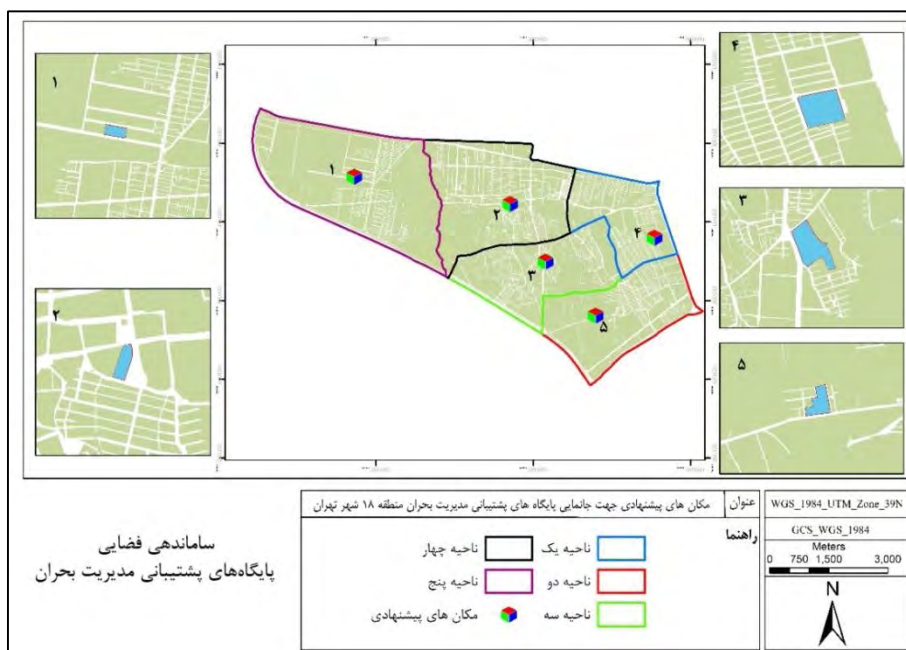 ۱
۲
۴
۳
۵
۱
۲
۳
۴
۵
عنوان
مکان های پیشنهادی جهت جانمایی پایگاه های پشتیبانی مدیریت بحران منطقه ۱۸ شهر تهران
راهنما
ناحیه یک
ناحیه دو
ناحیه سه
ناحیه چهار
ناحیه پنج
مکان های پیشنهادی
WGS_1984_UTM_Zone_39N
GCS_WGS_1984
Meters
0 750 1,500 3,000
N
ساماندهی فضایی
پایگاه‌های پشتیبانی مدیریت بحران